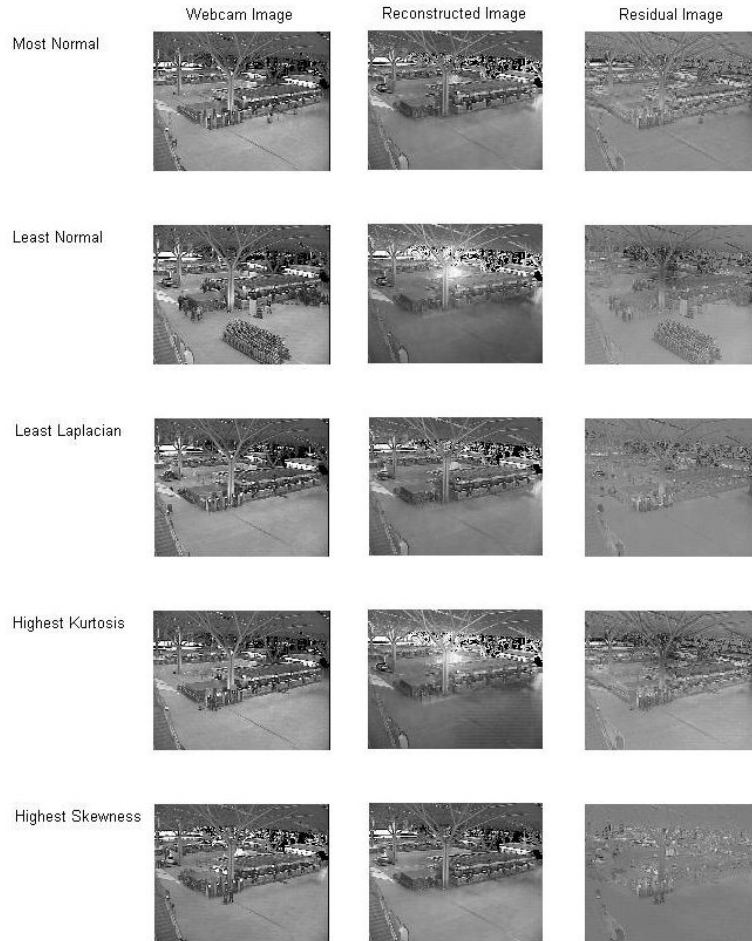 Webcam Image Reconstructed Image Residual Image
Most Normal
Least Normal
Least Laplacian
Highest Kurtosis
Highest Skewness